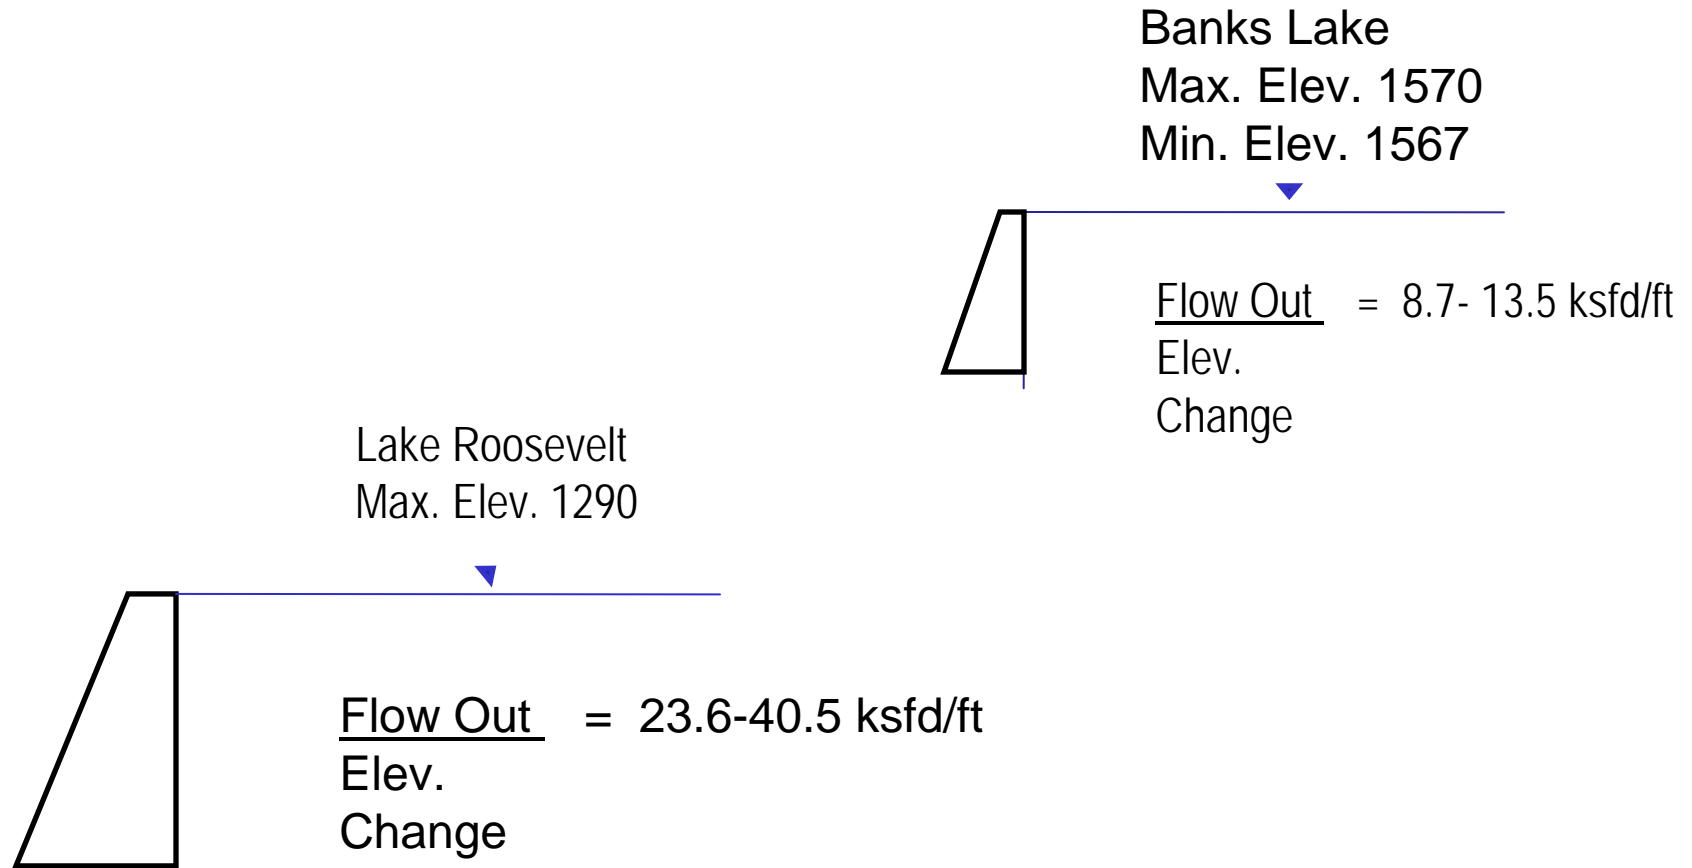 Banks Lake
Max. Elev. 1570
Min. Elev. 1567
Flow Out = 8.7- 13.5 ksfd/ft
Elev.
Change
Lake Roosevelt
Max. Elev. 1290
Flow Out = 23.6-40.5 ksfd/ft
Elev.
Change